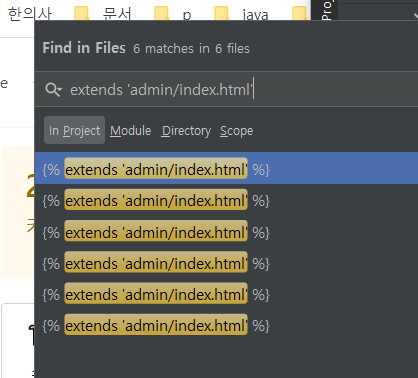 한의사 문서 p java
Pro
Find in Files 6 matches in 6 files
extends 'admin/index.html'
In Project Module Directory Scope
{% extends 'admin/index.html' %}
{% extends 'admin/index.html' %}
{% extends 'admin/index.html' %}
{% extends 'admin/index.html' %}
{% extends 'admin/index.html' %}
{% extends 'admin/index.html' %}